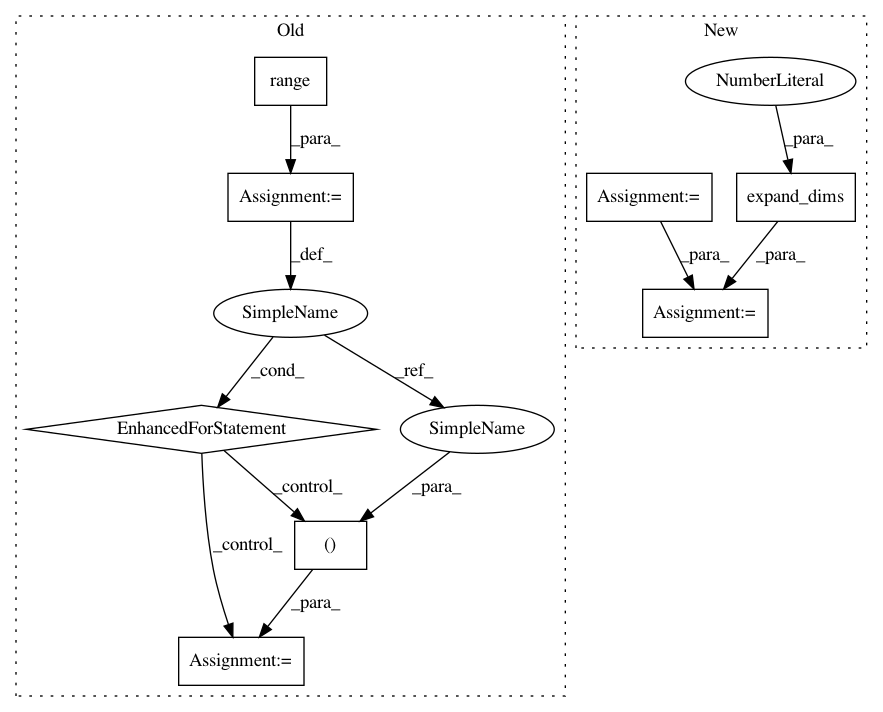 Old
New
range
NumberLiteral
_para_
_para_
Assignment:=
Assignment:=
expand_dims
_def_
_para_
_para_
SimpleName
Assignment:=
_cond_
_ref_
EnhancedForStatement
SimpleName
_control_
_para_
_control_
()
_para_
Assignment:=